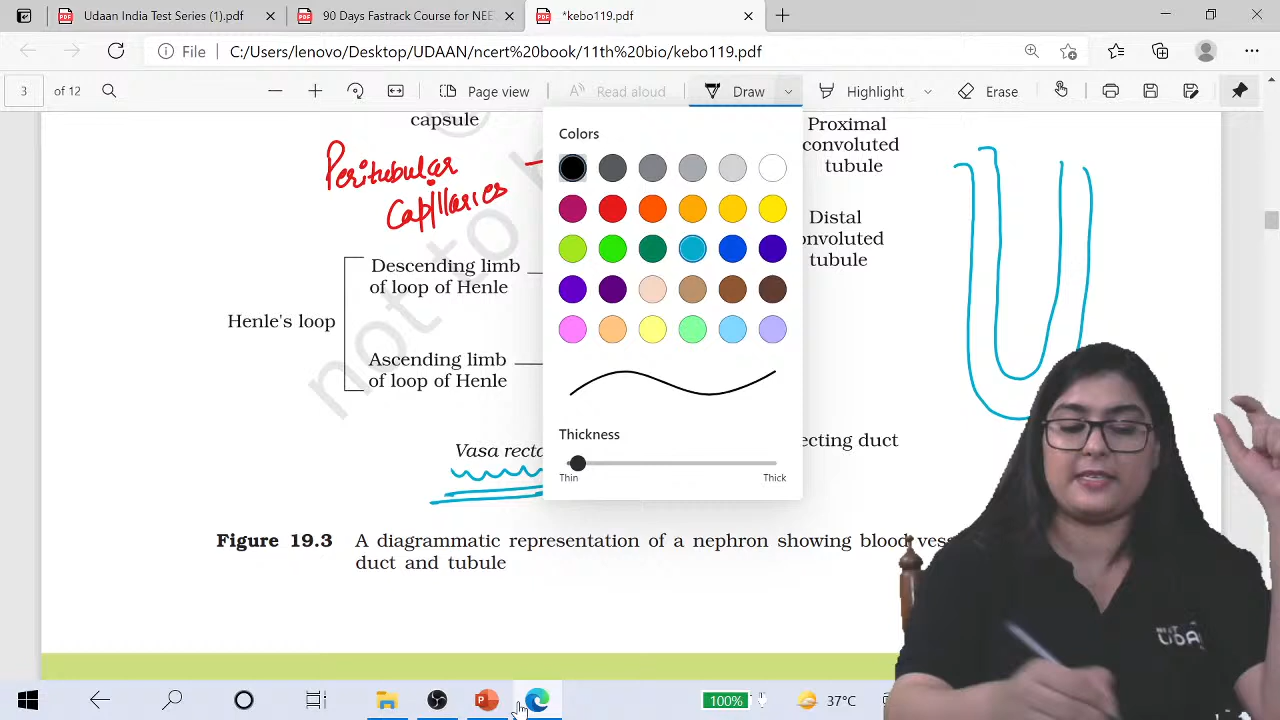 Udaan India Test Series (1).pdf
90 Days Fastrack Course for NEE
*kebo119.pdf
File
C:/Users/lenovo/Desktop/UDAAN/ncert%20book/11th%20bio/kebo119.pdf
3 of 12
Page view
Read aloud
Draw
Highlight
Erase
capsule
Peritubular
Capillaries
Descending limb
of loop of Henle
Henle's loop
Ascending limb
of loop of Henle
Vasa recta
not to
Colors
Thickness
Thin
Thick
Proximal
convoluted
tubule
Distal
onvoluted
tubule
ecting duct
Figure 19.3 A diagrammatic representation of a nephron showing blood vess
duct and tubule
100%
37°C